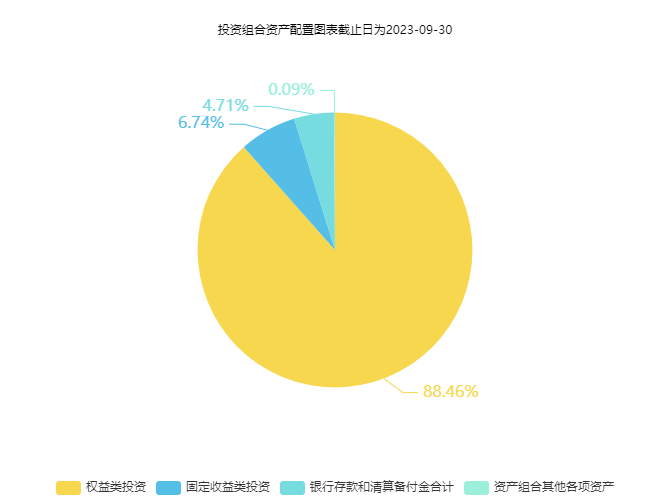 投资组合资产配置图表截止日为2023-09-30
0.09%
4.71%
6.74%
88.46%
权益类投资 固定收益类投资 银行存款和清算备付金合计 资产组合其他各项资产